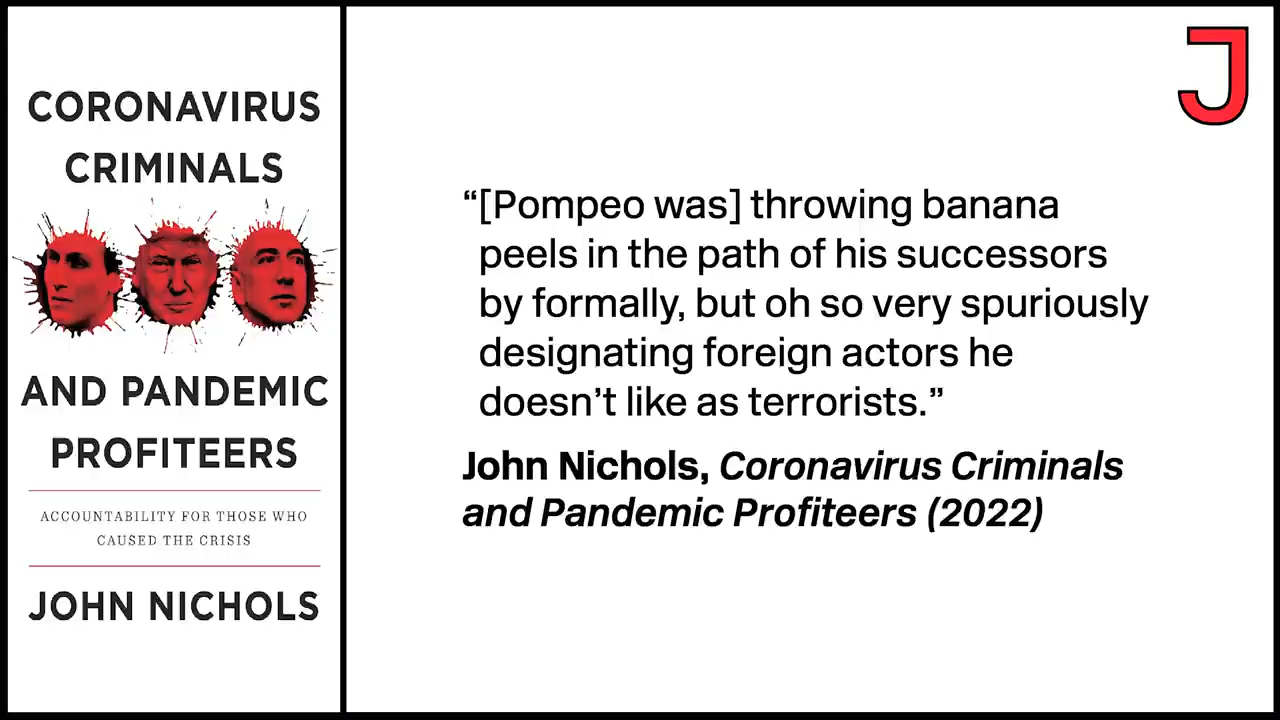 CORONAVIRUS
CRIMINALS
AND PANDEMIC
PROFITEERS
ACCOUNTABILITY FOR THOSE WHO
CAUSED THE CRISIS
JOHN NICHOLS
J
“[Pompeo was] throwing banana
peels in the path of his successors
by formally, but oh so very spuriously
designating foreign actors he
doesn’t like as terrorists.”
John Nichols, Coronavirus Criminals
and Pandemic Profiteers (2022)